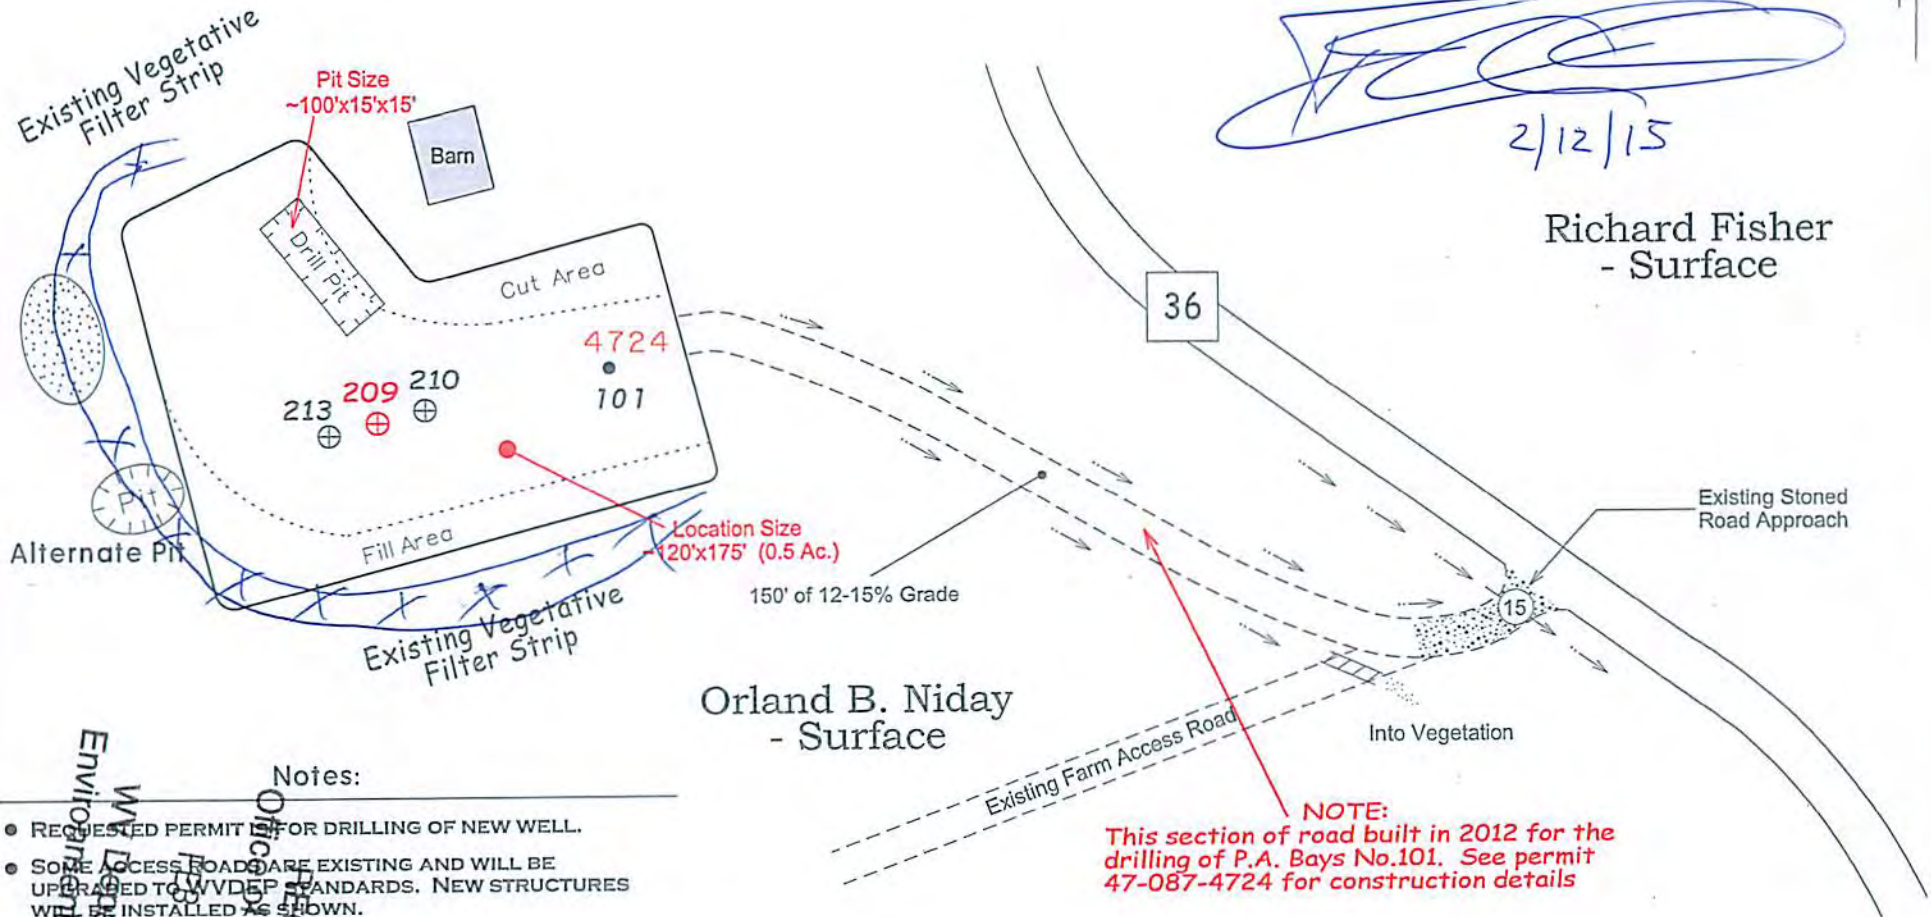 Existing Vegetative
Filter Strip
Pit Size
~100'x15'x15'
Barn
2/12/15
Richard Fisher
- Surface
Drill Pit
Cut Area
36
4724
101
213
209
210
Existing Stoned
Road Approach
Pit
Alternate Pit
Fill Area
Location Size
~120'x175' (0.5 Ac.)
150' of 12-15% Grade
15
Existing Vegetative
Filter Strip
Orland B. Niday
- Surface
Into Vegetation
Existing Farm Access Road
NOTE:
This section of road built in 2012 for the
drilling of P.A. Bays No.101. See permit
47-087-4724 for construction details
Notes:
REQUESTED PERMIT IS FOR DRILLING OF NEW WELL.
SOME ACCESS ROADS ARE EXISTING AND WILL BE
UPGRADED TO WVDEP STANDARDS. NEW STRUCTURES
WILL BE INSTALLED AS SHOWN.
Office of
WV Dep
Environment